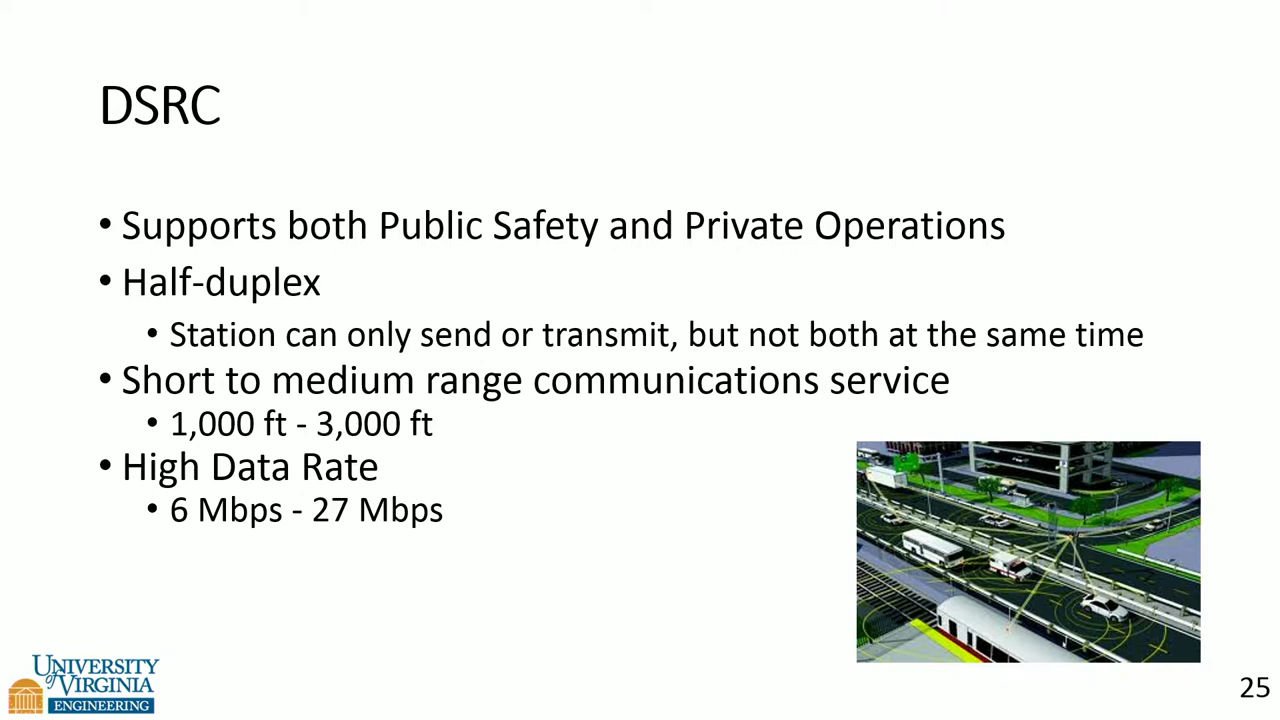 DSRC
• Supports both Public Safety and Private Operations
• Half-duplex
• Station can only send or transmit, but not both at the same time
• Short to medium range communications service
• 1,000 ft - 3,000 ft
• High Data Rate
• 6 Mbps - 27 Mbps
UNIVERSITY
of VIRGINIA
ENGINEERING
25